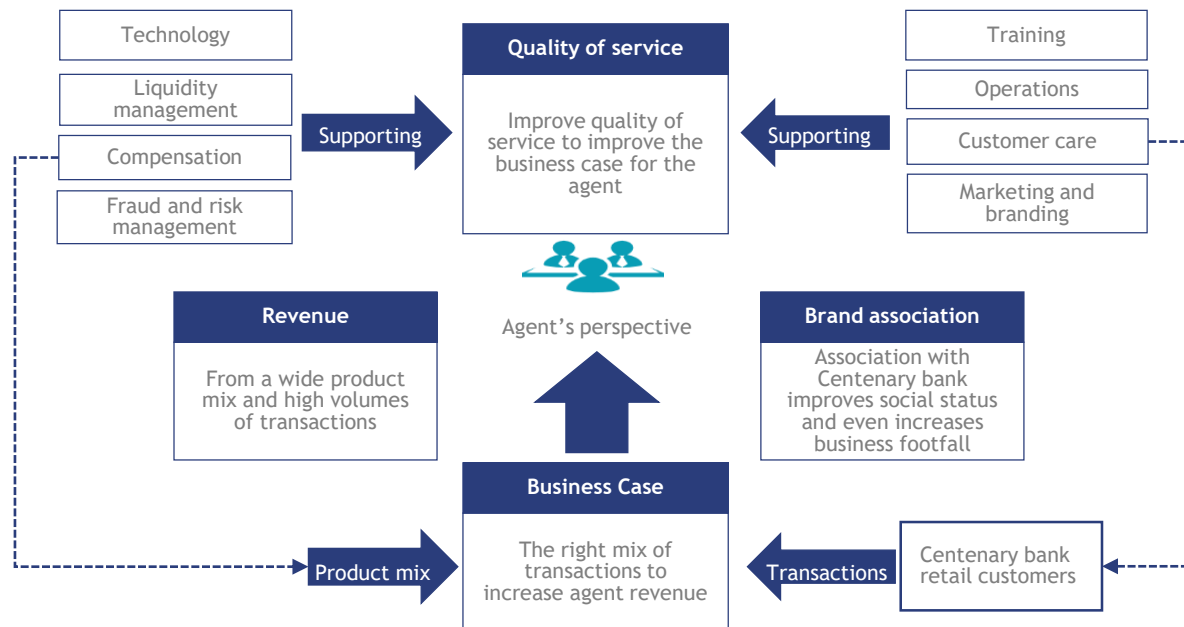 Technology
Liquidity
management
Compensation
Fraud and risk
management
Supporting
Quality of service
Improve quality of
service to improve the
business case for the
agent
Supporting
Training
Operations
Customer care
Marketing and
branding
Revenue
From a wide product
mix and high volumes
of transactions
Agent’s perspective
Brand association
Association with
Centenary bank
improves social status
and even increases
business footfall
Product mix
Business Case
The right mix of
transactions to
increase agent revenue
Transactions
Centenary bank
retail customers